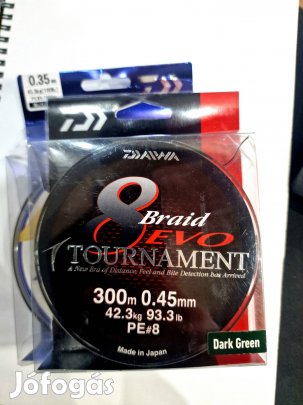 0.35m
DAIWA
8 Braid
EVO
TOURNAMENT
A New Era of Distance, Feel and Bite Detection has Arrived
300m 0.45mm
42.3kg 93.3lb
PE#8
Made in Japan
Dark Green
Jófogás